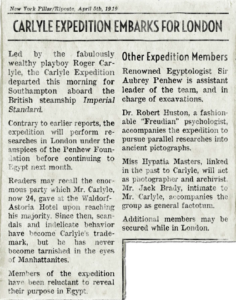 New York Pillar/Riposte, April 5th, 1919
CARLYLE EXPEDITION EMBARKS FOR LONDON
Led by the fabulously
wealthy playboy Roger Car-
lyle, the Carlyle Expedition
departed this morning for
Southampton aboard the
British steamship Imperial
Standard.
Contrary to earlier reports, the
expedition will perform re-
searches in London under the
auspices of the Penhew Foun-
dation before continuing to
Egypt next month.
Readers may recall the enor-
mous party which Mr. Carlyle,
now 24, gave at the Waldorf-
Astoria Hotel upon reaching
his majority. Since then, scan-
dals and indelicate behavior
have become Carlyle's trade-
mark, but he has never
become tarnished in the eyes
of Manhattanites.
Members of the expedition
have been reluctant to reveal
their purpose in Egypt.
Other Expedition Members
Renowned Egyptologist Sir
Aubrey Penhew is assistant
leader of the team, and in
charge of excavations.
Dr. Robert Huston, a
fashionable "Freudian" psychologist,
accompanies the expedition to
pursue parallel researches into
ancient pictographs.
Miss Hypatia Masters, linked
in the past to Carlyle, will act
as photographer and archivist.
Mr. Jack Brady, intimate to
Mr. Carlyle, accompanies the
group as general factotum.
Additional members may be
secured while in London.